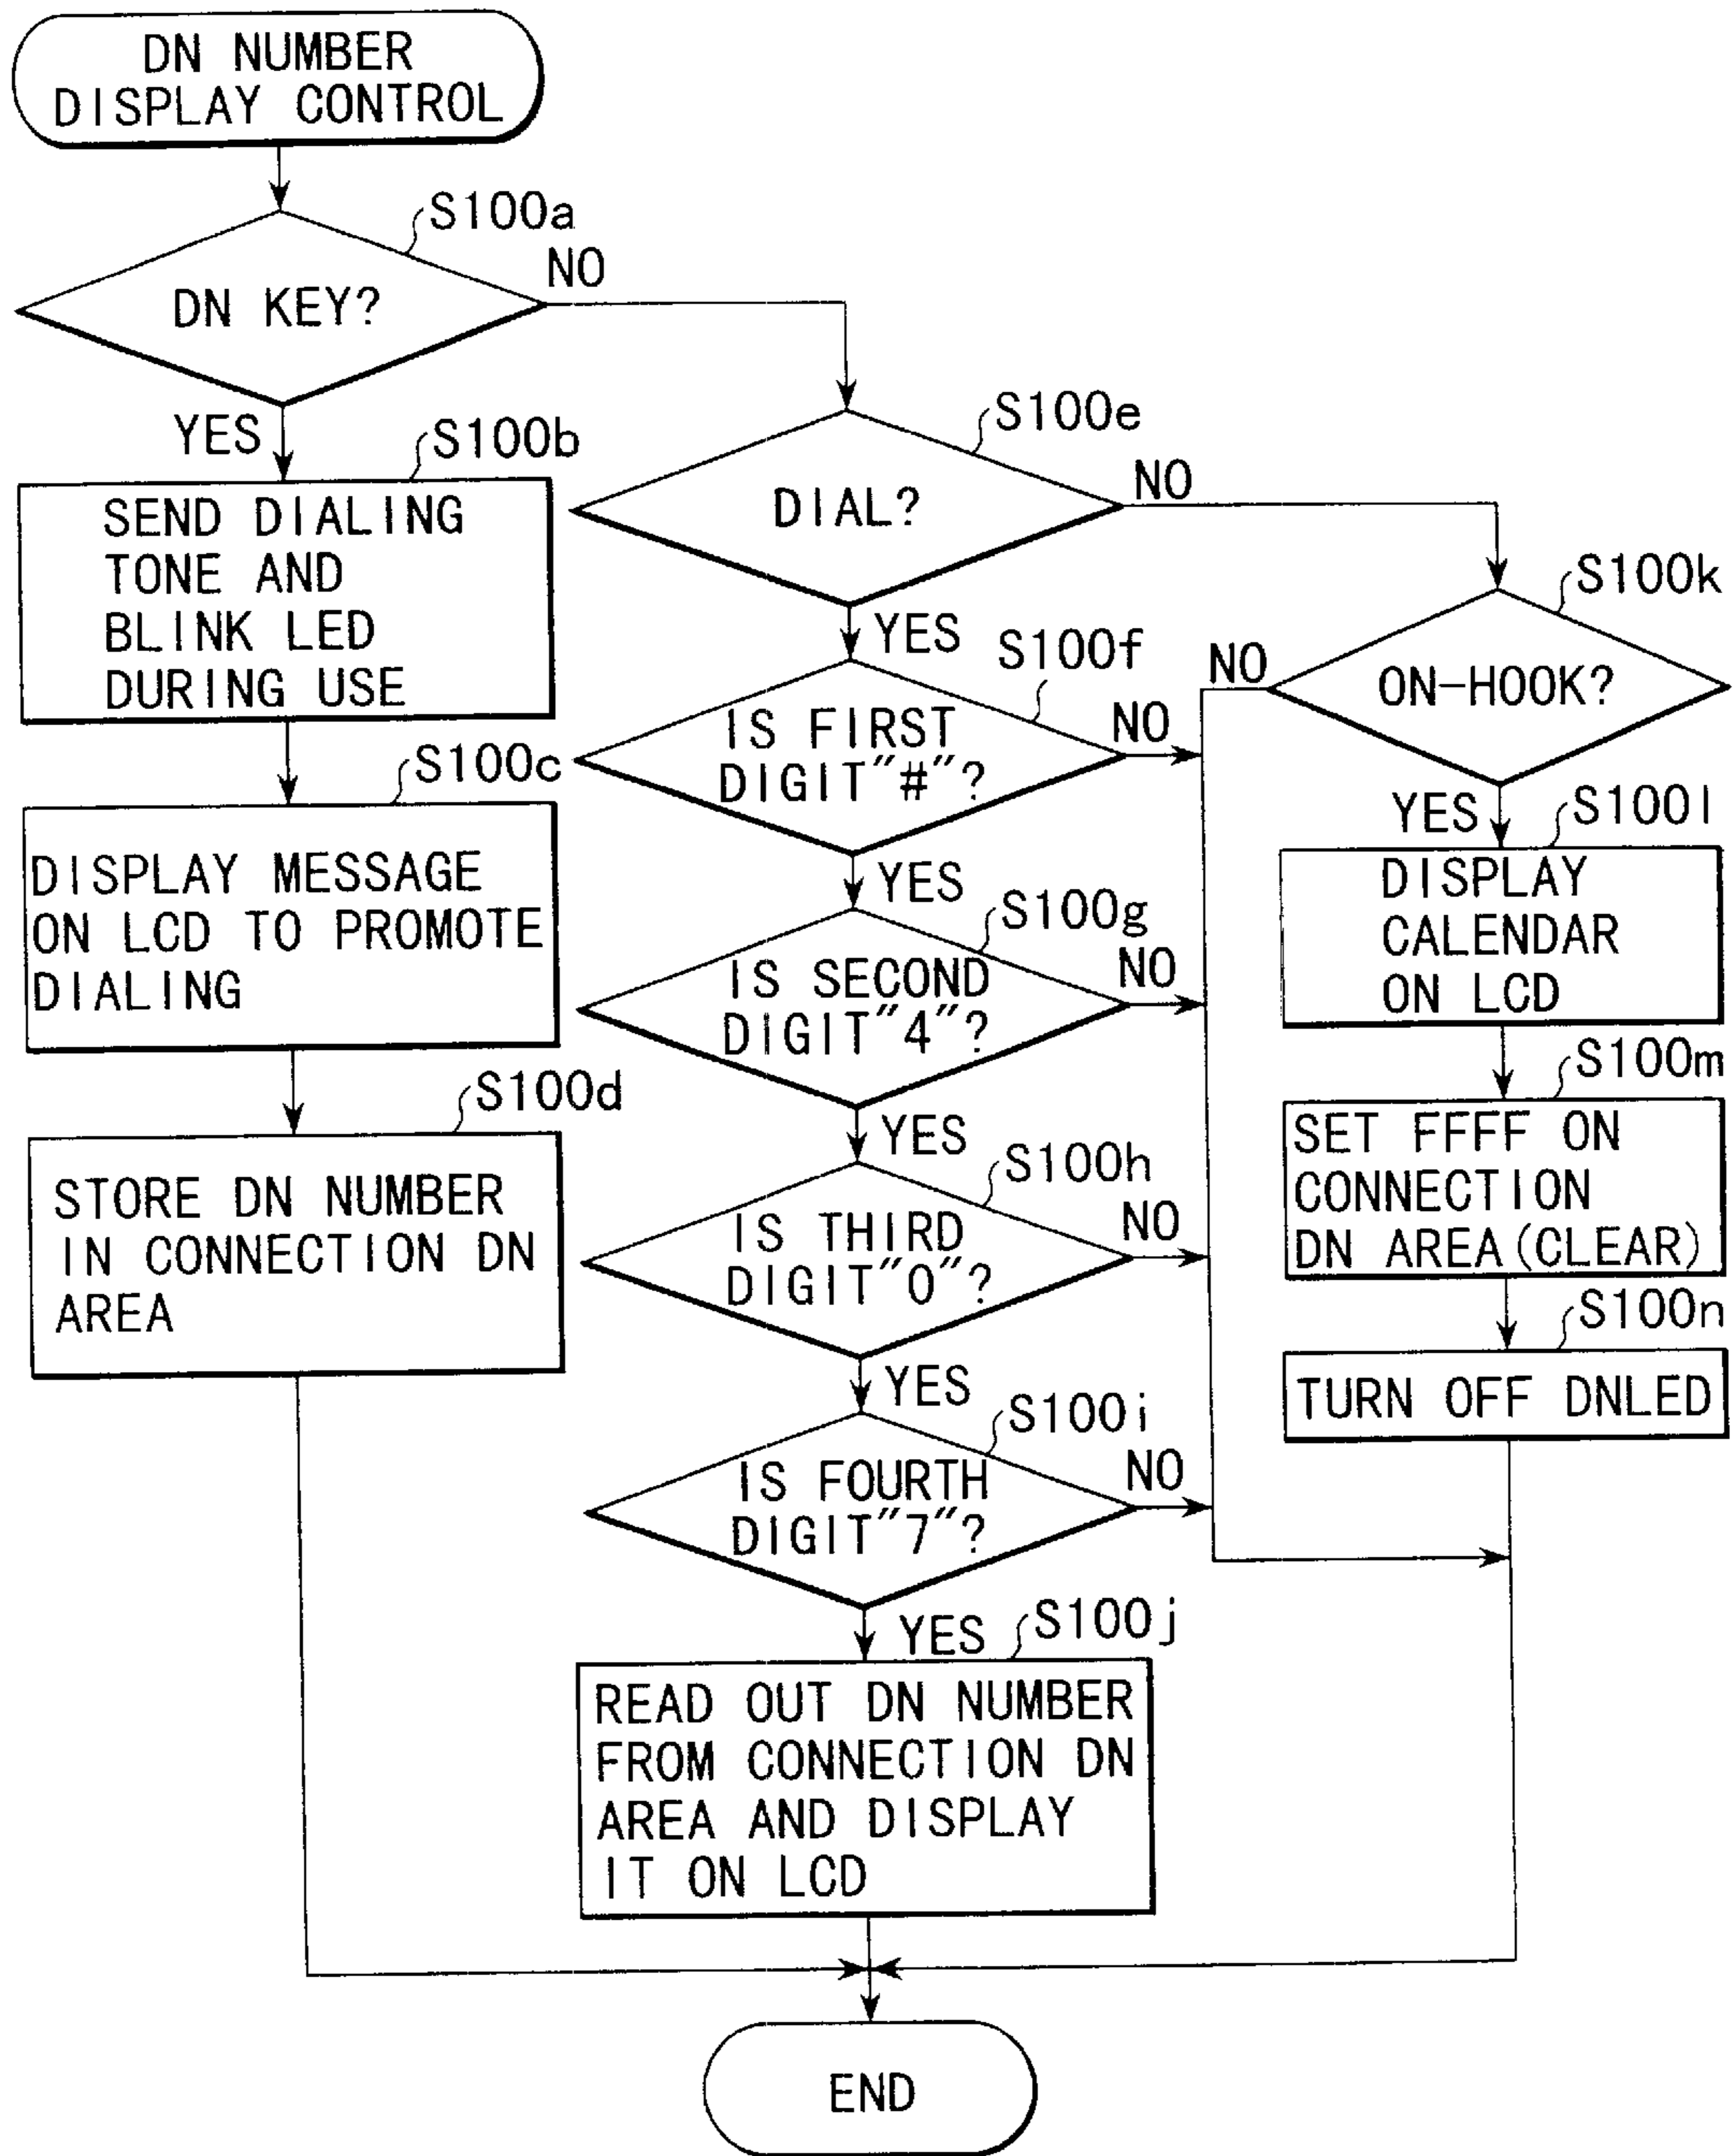 DN NUMBER
DISPLAY CONTROL
S100a
DN KEY?
NO
YES
S100b
SEND DIALING
TONE AND
BLINK LED
DURING USE
S100c
DISPLAY MESSAGE
ON LCD TO PROMOTE
DIALING
S100d
STORE DN NUMBER
IN CONNECTION DN
AREA
S100e
DIAL?
NO
YES
S100f
IS FIRST
DIGIT"#"?
NO
YES
S100g
IS SECOND
DIGIT"4"?
NO
YES
S100h
IS THIRD
DIGIT"0"?
NO
YES
S100i
IS FOURTH
DIGIT"7"?
NO
YES
S100j
READ OUT DN NUMBER
FROM CONNECTION DN
AREA AND DISPLAY
IT ON LCD
S100k
ON-HOOK?
NO
YES
S100l
DISPLAY
CALENDAR
ON LCD
S100m
SET FFFF ON
CONNECTION
DN AREA(CLEAR)
S100n
TURN OFF DNLED
END